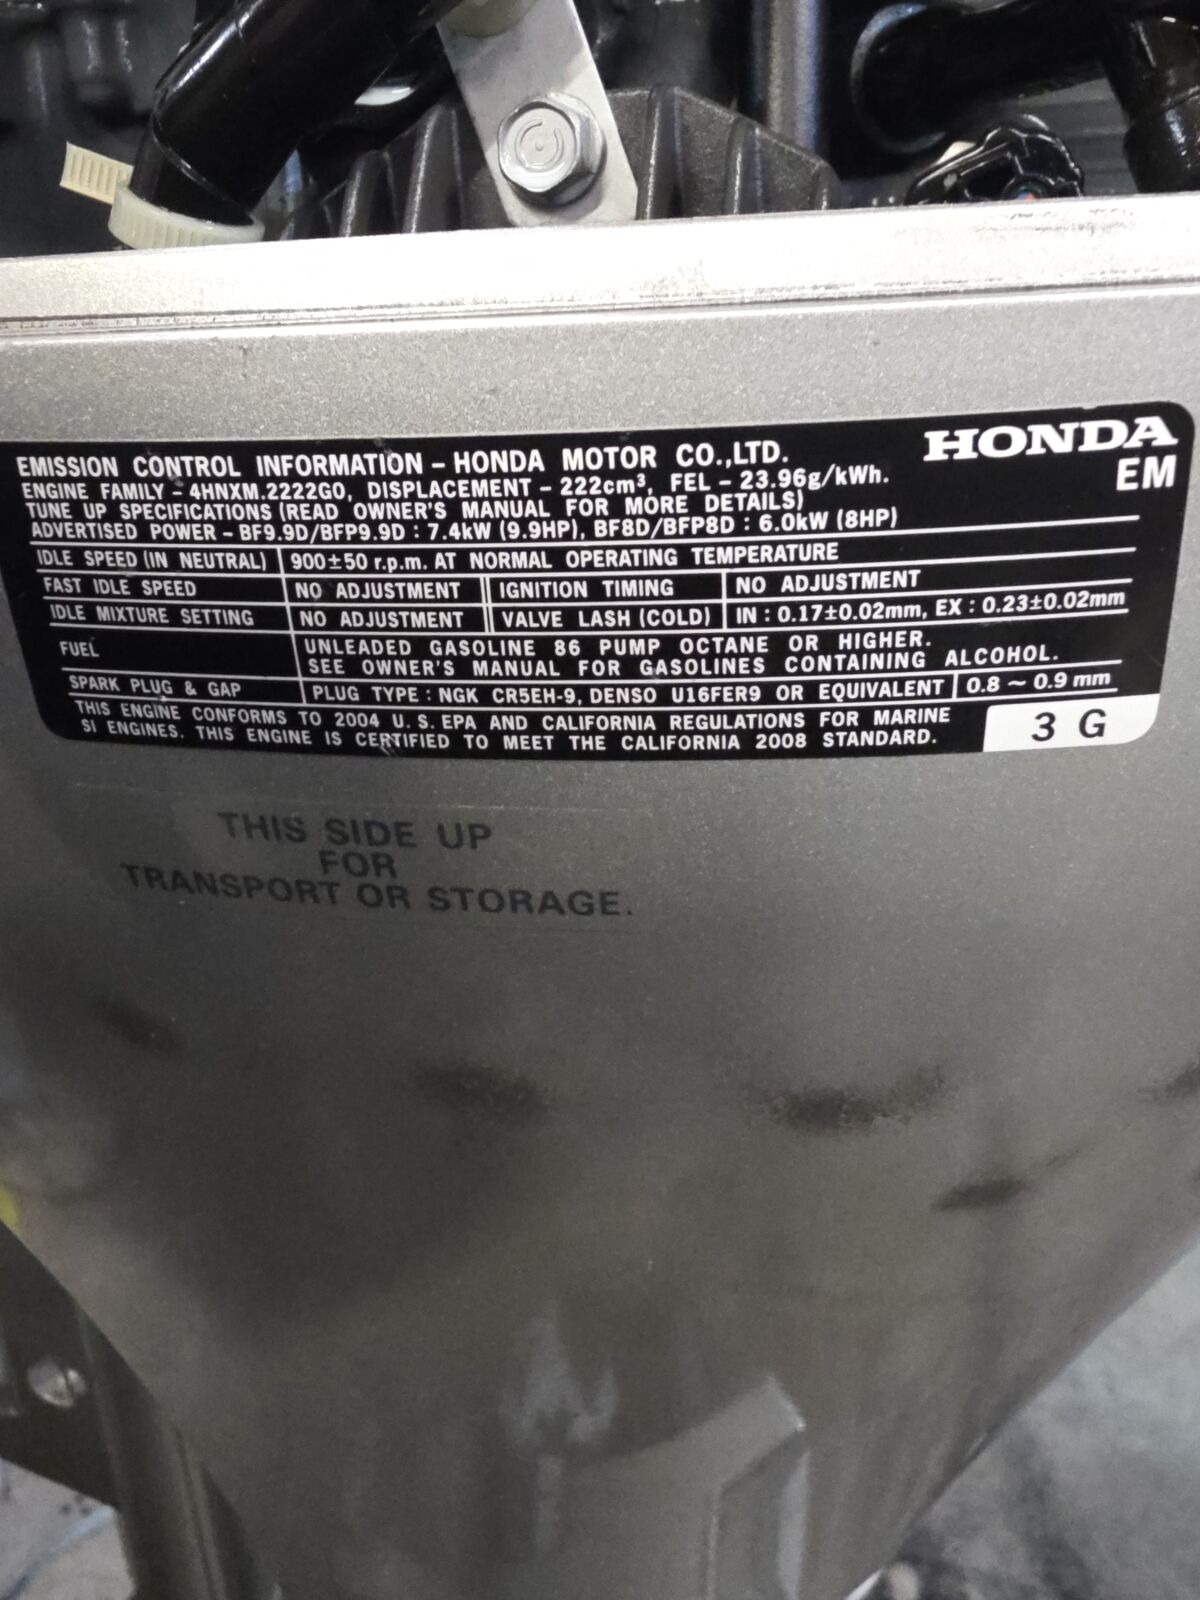 HONDA
EM
EMISSION CONTROL INFORMATION – HONDA MOTOR CO.,LTD.
ENGINE FAMILY – 4HNXM.2222G0, DISPLACEMENT – 222cm³, FEL – 23.96g/kWh.
TUNE UP SPECIFICATIONS (READ OWNER'S MANUAL FOR MORE DETAILS)
ADVERTISED POWER – BF9.9D/BFP9.9D : 7.4kW (9.9HP), BF8D/BFP8D : 6.0kW (8HP)
IDLE SPEED (IN NEUTRAL) 900±50 r.p.m. AT NORMAL OPERATING TEMPERATURE
FAST IDLE SPEED NO ADJUSTMENT IGNITION TIMING NO ADJUSTMENT
IDLE MIXTURE SETTING NO ADJUSTMENT VALVE LASH (COLD) IN : 0.17±0.02mm, EX : 0.23±0.02mm
FUEL UNLEADED GASOLINE 86 PUMP OCTANE OR HIGHER.
SEE OWNER'S MANUAL FOR GASOLINES CONTAINING ALCOHOL.
SPARK PLUG & GAP PLUG TYPE : NGK CR5EH-9, DENSO U16FER9 OR EQUIVALENT 0.8 ~ 0.9 mm
THIS ENGINE CONFORMS TO 2004 U. S. EPA AND CALIFORNIA REGULATIONS FOR MARINE
SI ENGINES. THIS ENGINE IS CERTIFIED TO MEET THE CALIFORNIA 2008 STANDARD.
3 G
THIS SIDE UP
FOR
TRANSPORT OR STORAGE.